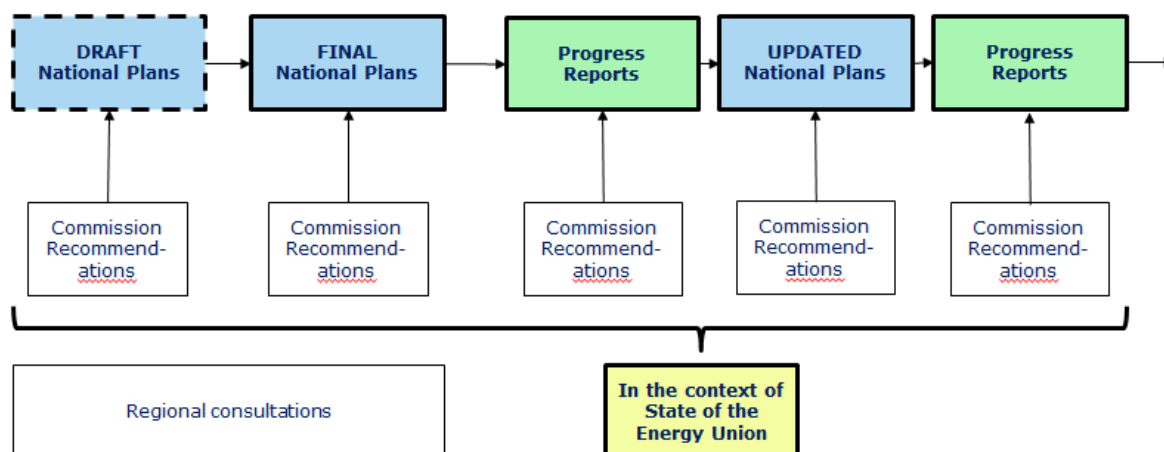 DRAFT
National Plans
FINAL
National Plans
Progress
Reports
UPDATED
National Plans
Progress
Reports
Commission
Recommend-
ations
Commission
Recommend-
ations
Commission
Recommend-
ations
Commission
Recommend-
ations
Commission
Recommend-
ations
Regional consultations
In the context of
State of the
Energy Union